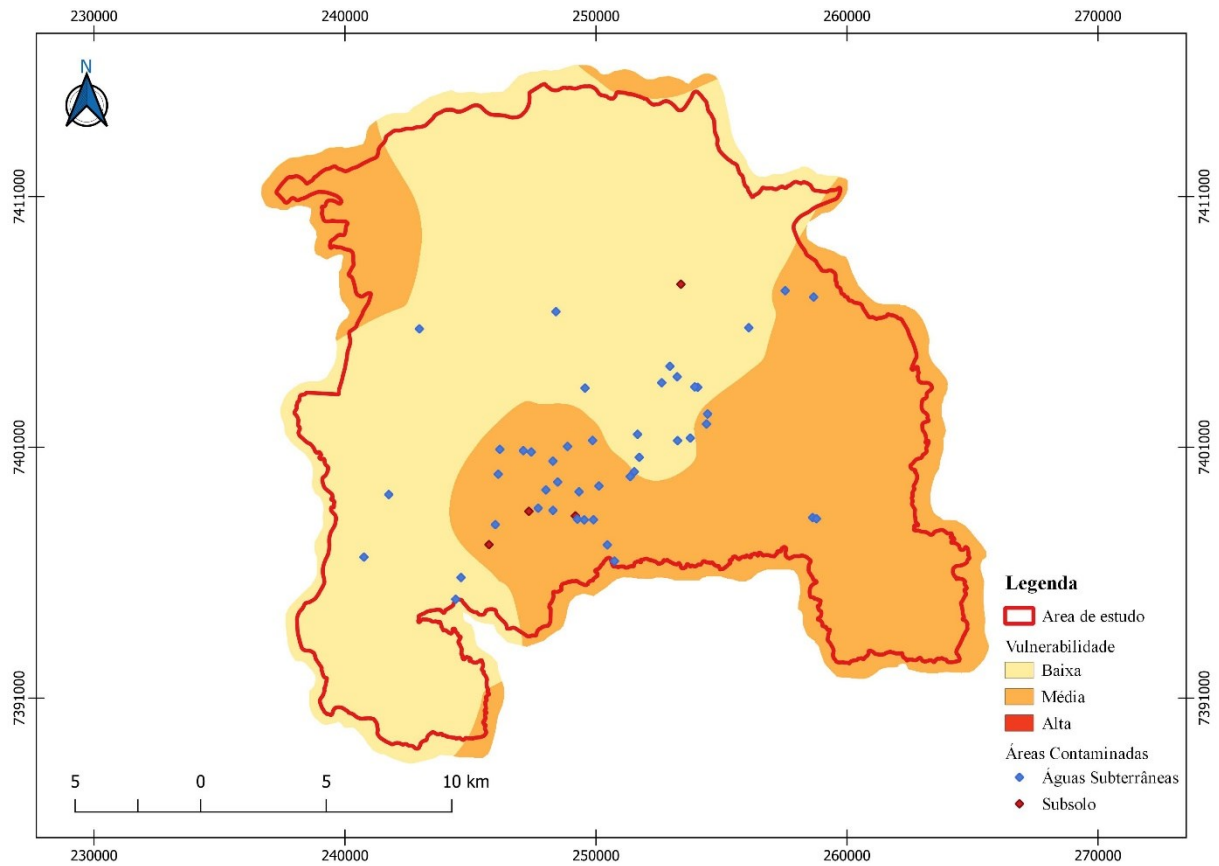 230000 240000 250000 260000 270000
N
7411000 7411000
7401000 7401000
7391000 7391000
Legenda
Area de estudo
Vulnerabilidade
Baixa
Média
Alta
Áreas Contaminadas
Águas Subterrâneas
Subsolo
5 0 5 10 km
230000 240000 250000 260000 270000